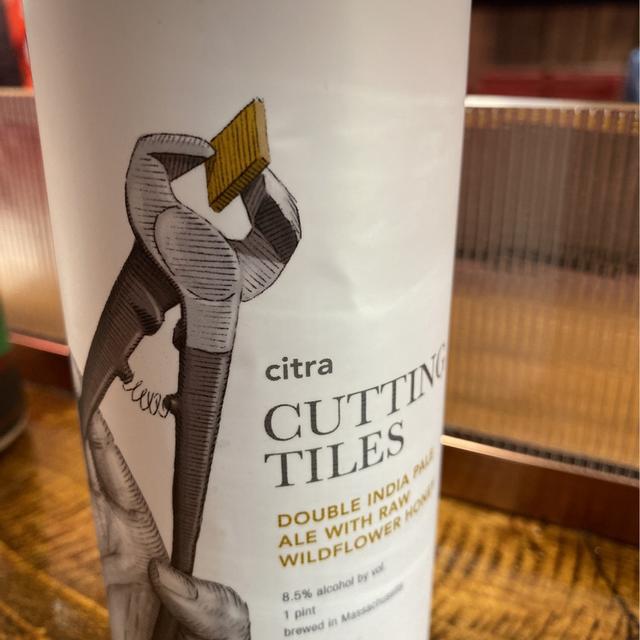 citra
CUTTING
TILES
DOUBLE INDIA PALE
ALE WITH RAW
WILDFLOWER HONEY
8.5% alcohol by vol.
1 pint
brewed in Massachusetts